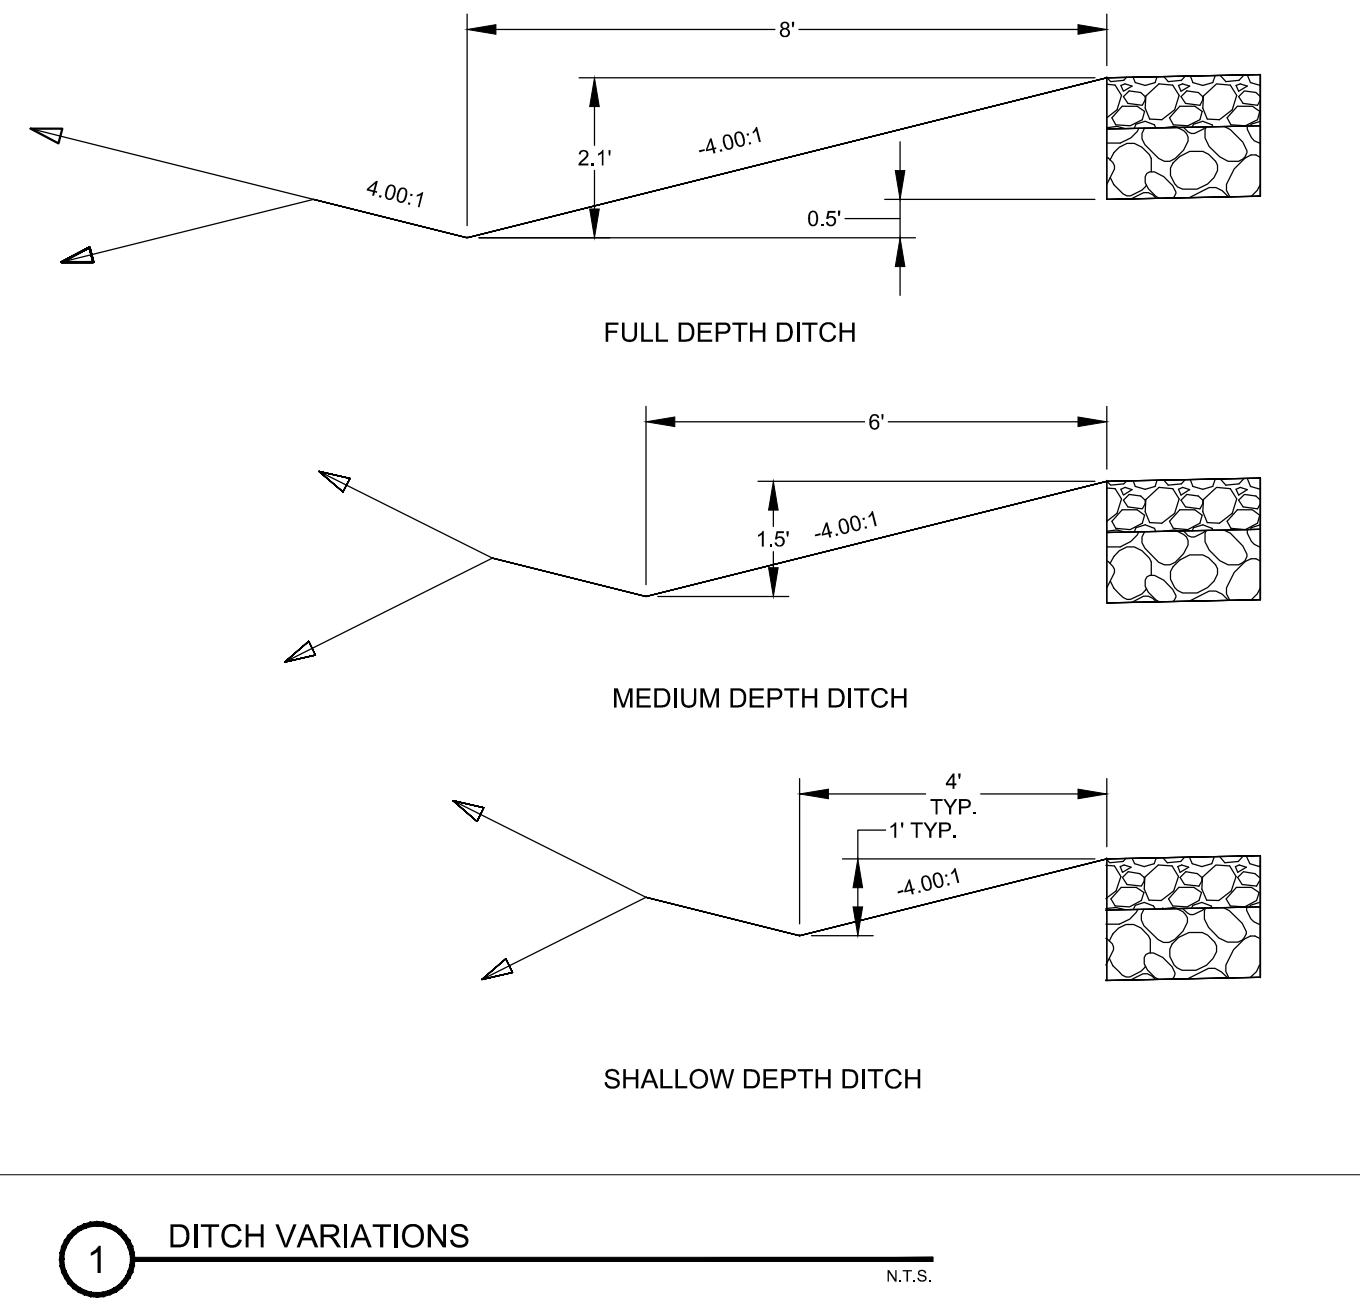 8'
2.1'
-4.00:1
4.00:1
0.5'
FULL DEPTH DITCH
6'
1.5'
-4.00:1
MEDIUM DEPTH DITCH
4'
TYP.
1' TYP.
-4.00:1
SHALLOW DEPTH DITCH
1
DITCH VARIATIONS
N.T.S.